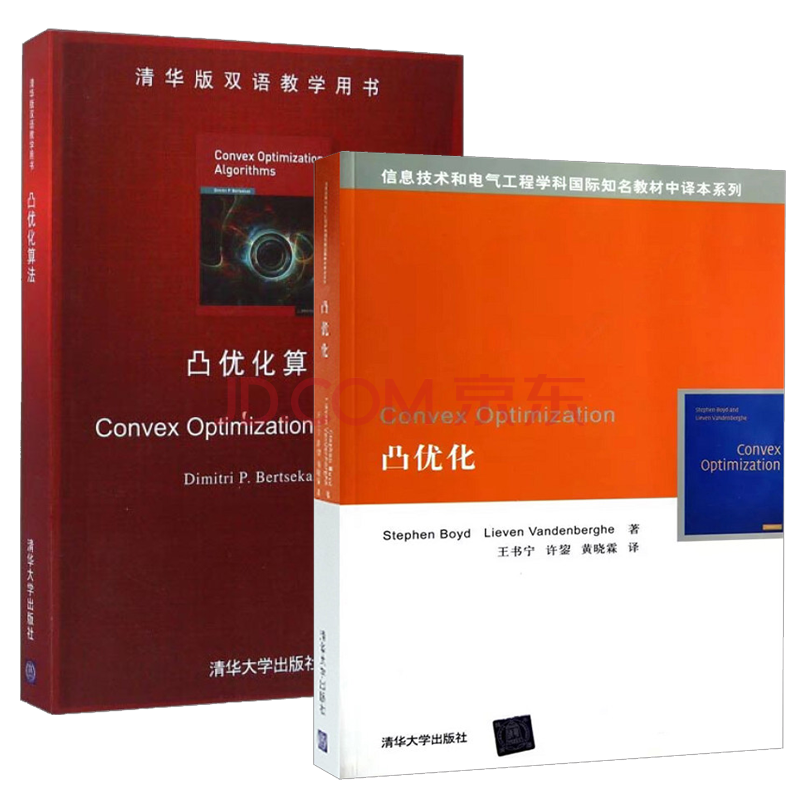 清华版双语教学用书
Convex Optimization
Algorithms
Dimitri P. Bertsekas
凸优化算
Convex Optimization
Dimitri P. Bertseka
清华大学出版社
清华版双语教学用书
凸优化算法
清华大学出版社
信息技术和电气工程学科国际知名教材中译本系列
Convex Optimization
凸优化
Stephen Boyd and
Lieven Vandenberghe
Convex
Optimization
Stephen Boyd Lieven Vandenberghe 著
王书宁 许鋆 黄晓霖 译
清华大学出版社
凸优化
清华大学出版社
JD.COM 京东